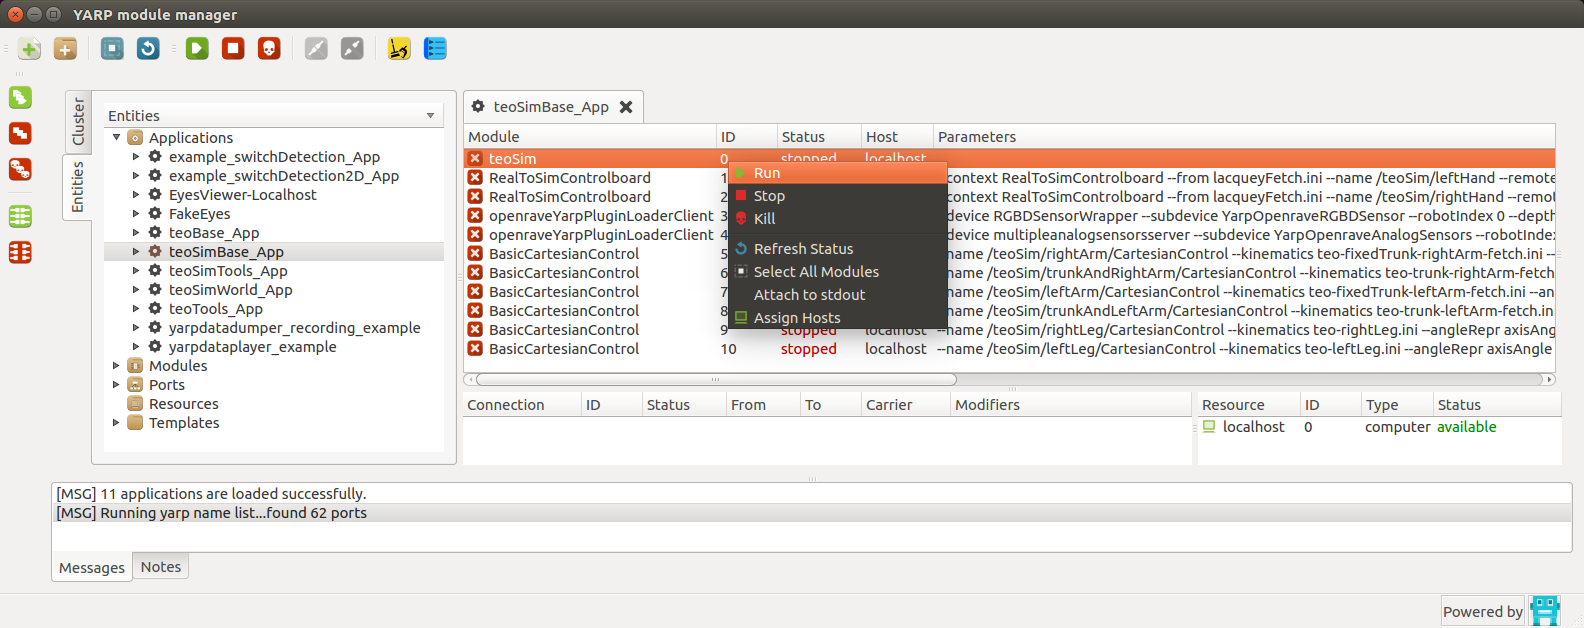 YARP module manager
Cluster
Entities
Entities
Applications
example_switchDetection_App
example_switchDetection2D_App
EyesViewer-Localhost
FakeEyes
teoBase_App
teoSimBase_App
teoSimTools_App
teoSimWorld_App
teoTools_App
yarpdatadumper_recording_example
yarpdataplayer_example
Modules
Ports
Resources
Templates
teoSimBase_App
Module ID Status Host Parameters
teoSim 0 stopped localhost
RealToSimControlboard 1 context RealToSimControlboard --from lacqueyFetch.ini --name /teoSim/leftHand --remote
RealToSimControlboard 2 context RealToSimControlboard --from lacqueyFetch.ini --name /teoSim/rightHand --remot
openraveYarpPluginLoaderClient 3 device RGBDSensorWrapper --subdevice YarpOpenraveRGBDSensor --robotIndex 0 --depth
openraveYarpPluginLoaderClient 4 device multipleanalogsensorsserver --subdevice YarpOpenraveAnalogSensors --robotIndex
BasicCartesianControl 5 name /teoSim/rightArm/CartesianControl --kinematics teo-fixedTrunk-rightArm-fetch.ini --
BasicCartesianControl 6 name /teoSim/trunkAndRightArm/CartesianControl --kinematics teo-trunk-rightArm-fetch
BasicCartesianControl 7 name /teoSim/leftArm/CartesianControl --kinematics teo-fixedTrunk-leftArm-fetch.ini --an
BasicCartesianControl 8 name /teoSim/trunkAndLeftArm/CartesianControl --kinematics teo-trunk-leftArm-fetch.in
BasicCartesianControl 9 stopped localhost --name /teoSim/rightLeg/CartesianControl --kinematics teo-rightLeg.ini --angleRepr axisAng
BasicCartesianControl 10 stopped localhost --name /teoSim/leftLeg/CartesianControl --kinematics teo-leftLeg.ini --angleRepr axisAngle
Run
Stop
Kill
Refresh Status
Select All Modules
Attach to stdout
Assign Hosts
Connection ID Status From To Carrier Modifiers
Resource ID Type Status
localhost 0 computer available
[MSG] 11 applications are loaded successfully.
[MSG] Running yarp name list...found 62 ports
Messages Notes
Powered by